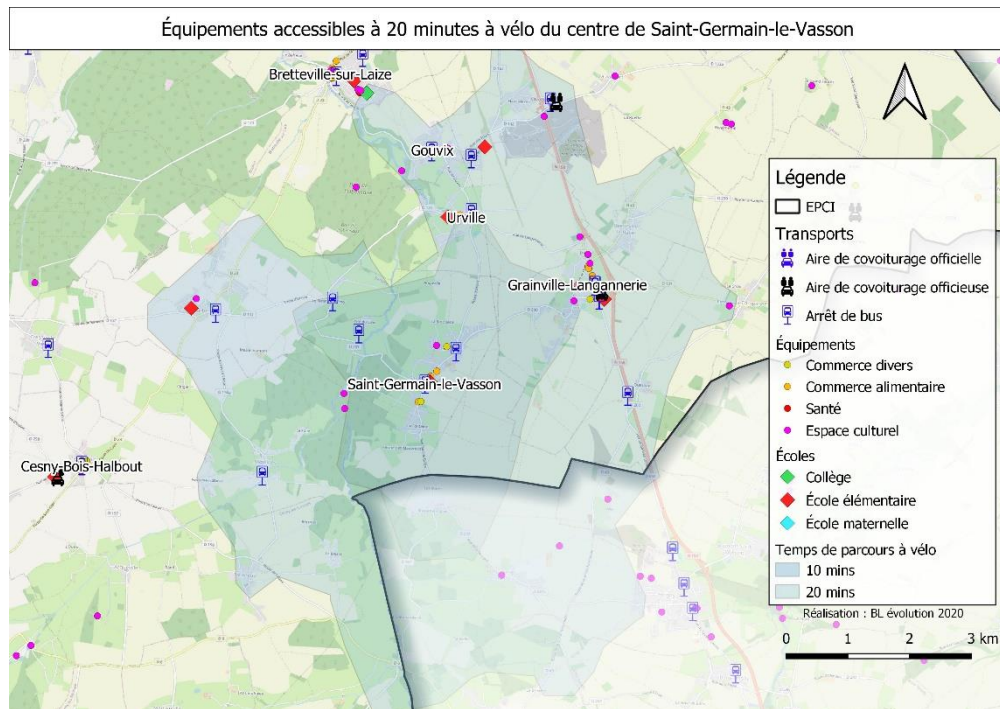 Équipements accessibles à 20 minutes à vélo du centre de Saint-Germain-le-Vasson
Bretteville-sur-Laize
Gouvix
Urville
Grainville-Langannerie
Saint-Germain-le-Vasson
Cesny-Bois-Halbout
Légende
EPCI
Transports
Aire de covoiturage officielle
Aire de covoiturage officieuse
Arrêt de bus
Équipements
Commerce divers
Commerce alimentaire
Santé
Espace culturel
Écoles
Collège
École élémentaire
École maternelle
Temps de parcours à vélo
10 mins
20 mins
Réalisation : BL évolution 2020
0 1 2 3 km